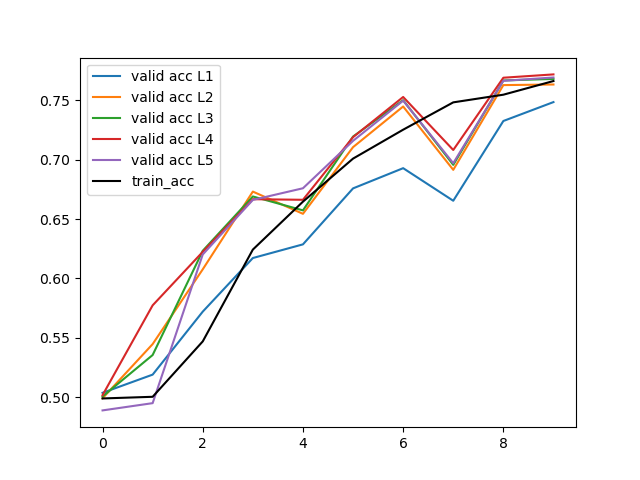 valid acc L1
valid acc L2
valid acc L3
valid acc L4
valid acc L5
train_acc
0.75
0.70
0.65
0.60
0.55
0.50
0 2 4 6 8